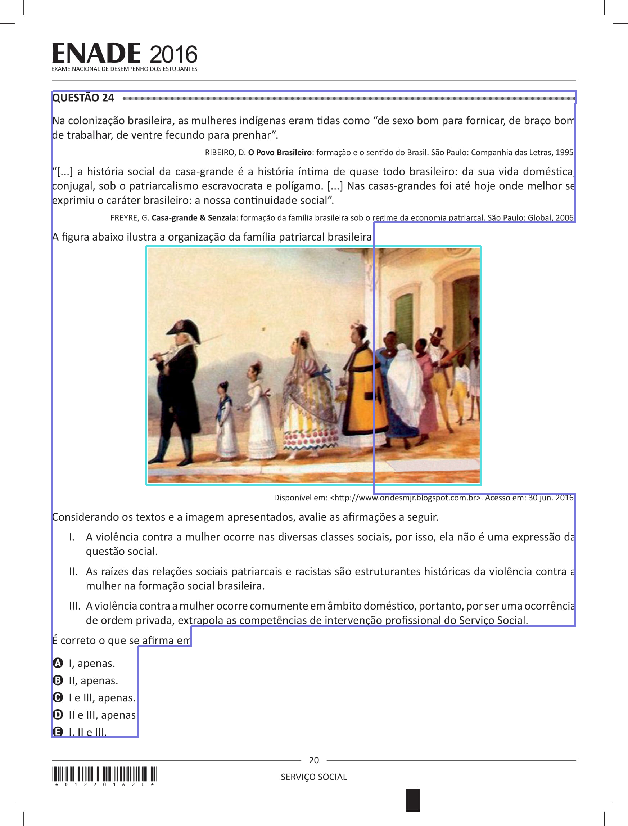 ENADE 2016
EXAME NACIONAL DE DESEMPENHO DOS ESTUDANTES
QUESTÃO 24
Na colonização brasileira, as mulheres indígenas eram tidas como “de sexo bom para fornicar, de braço bom
de trabalhar, de ventre fecundo para prenhar”.
RIBEIRO, D. O Povo Brasileiro: formação e o sentido do Brasil. São Paulo: Companhia das Letras, 1995
“[...] a história social da casa-grande é a história íntima de quase todo brasileiro: da sua vida doméstica,
conjugal, sob o patriarcalismo escravocrata e polígamo. [...] Nas casas-grandes foi até hoje onde melhor se
exprimiu o caráter brasileiro; a nossa continuidade social”.
FREYRE, G. Casa-grande & Senzala: formação da família brasileira sob o regime da economia patriarcal. São Paulo: Global, 2006
A figura abaixo ilustra a organização da família patriarcal brasileira
Disponível em: <http://www.ondesmjr.blogspot.com.br>. Acesso em: 30 jun. 2016
Considerando os textos e a imagem apresentados, avalie as afirmações a seguir.
I. A violência contra a mulher ocorre nas diversas classes sociais, por isso, ela não é uma expressão da
questão social.
II. As raízes das relações sociais patriarcais e racistas são estruturantes históricas da violência contra a
mulher na formação social brasileira.
III. A violência contra a mulher ocorre comumente em âmbito doméstico, portanto, por ser uma ocorrência
de ordem privada, extrapola as competências de intervenção profissional do Serviço Social.
É correto o que se afirma em
A I, apenas.
B II, apenas.
C I e III, apenas.
D II e III, apenas
E I, II e III.
20
SERVIÇO SOCIAL